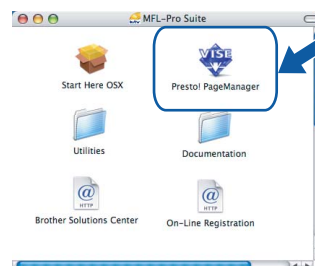 MFL-Pro Suite
VISE
Start Here OSX
Presto! PageManager
Utilities
Documentation
HTTP
HTTP
Brother Solutions Center
On-Line Registration